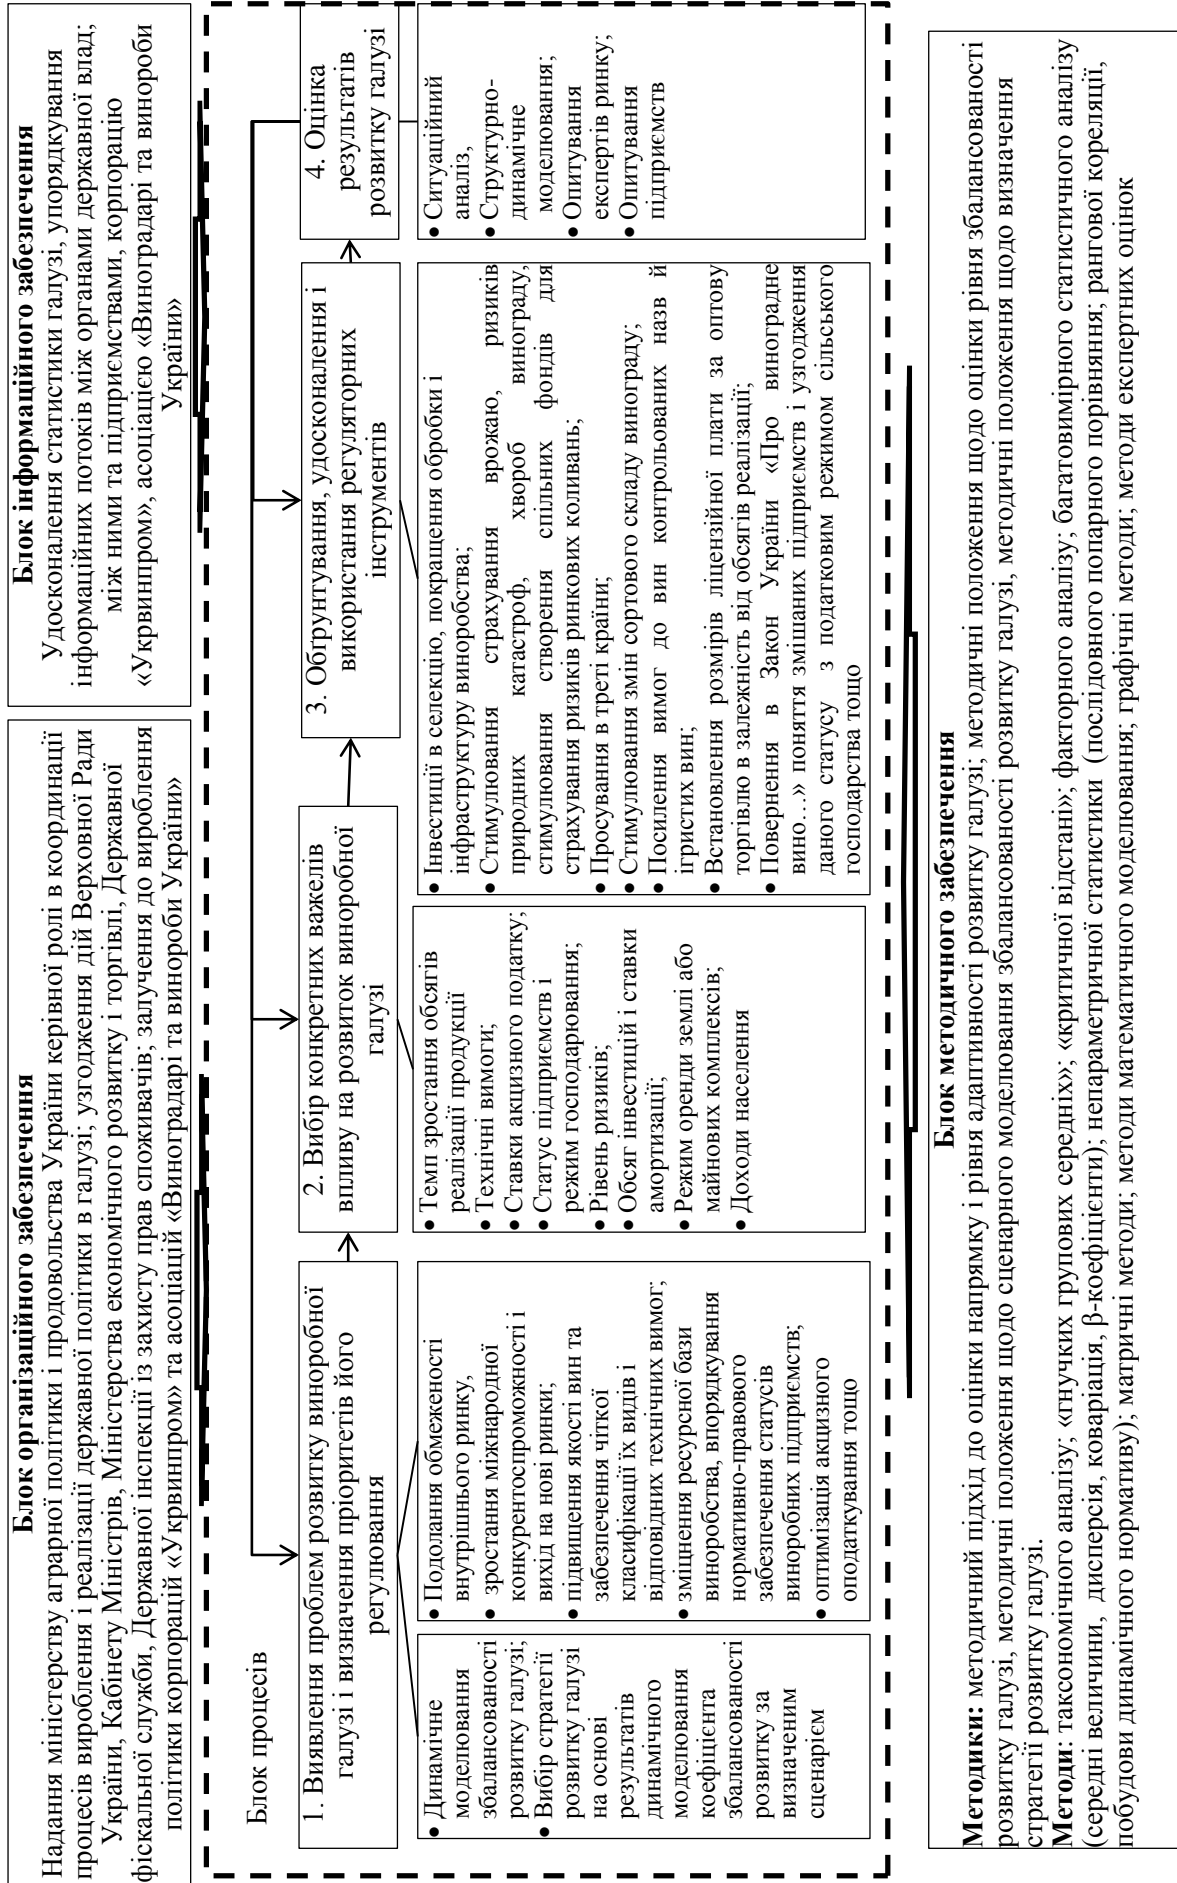 Блок організаційного забезпечення
Надання міністерству аграрної політики і продовольства України керівної ролі в координації
процесів вироблення і реалізації державної політики в галузі; узгодження дій Верховної Ради
України, Кабінету Міністрів, Міністерства економічного розвитку і торгівлі, Державної
фіскальної служби, Державної інспекції із захисту прав споживачів; залучення до вироблення
політики корпорацій «Укрвинпром» та асоціацій «Виноградарі та винороби України»
Блок інформаційного забезпечення
Удосконалення статистики галузі, упорядкування
інформаційних потоків між органами державної влад;
між ними та підприємствами, корпорацію
«Укрвинпром», асоціацією «Виноградарі та винороби
України»
Блок процесів
1. Виявлення проблем розвитку виноробної
галузі і визначення пріоритетів його
регулювання
2. Вибір конкретних важелів
впливу на розвиток виноробної
галузі
3. Обґрунтування, удосконалення і
використання регуляторних
інструментів
4. Оцінка
результатів
розвитку галузі
● Динамічне
моделювання
збалансованості
розвитку галузі;
● Вибір стратегії
розвитку галузі
на основі
результатів
динамічного
моделювання
коефіцієнта
збалансованості
розвитку за
визначеним
сценарієм
● Подолання обмеженості
внутрішнього ринку,
● зростання міжнародної
конкурентоспроможності і
вихід на нові ринки;
● підвищення якості вин та
забезпечення чіткої
класифікації їх видів і
відповідних технічних вимог;
● зміцнення ресурсної бази
виноробства, впорядкування
нормативно-правового
забезпечення статусів
виноробних підприємств;
● оптимізація акцизного
оподаткування тощо
● Темп зростання обсягів
реалізації продукції
● Технічні вимоги;
● Ставки акцизного податку;
● Статус підприємств і
режим господарювання;
● Рівень ризиків;
● Обсяг інвестицій і ставки
амортизації;
● Режим оренди землі або
майнових комплексів;
● Доходи населення
● Інвестиції в селекцію, покращення обробки і
інфраструктуру виноробства;
● Стимулювання страхування врожаю, ризиків
природних катастроф, хвороб винограду,
стимулювання створення спільних фондів для
страхування ризиків ринкових коливань;
● Просування в треті країни;
● Стимулювання змін сортового складу винограду;
● Посилення вимог до вин контрольованих назв й
ігристих вин;
● Встановлення розмірів ліцензійної плати за оптову
торгівлю в залежність від обсягів реалізації;
● Повернення в Закон України «Про виноградне
вино…» поняття змішаних підприємств і узгодження
даного статусу з податковим режимом сільського
господарства тощо
● Ситуаційний
аналіз,
● Структурно-
динамічне
моделювання;
● Опитування
експертів ринку;
● Опитування
підприємств
Блок методичного забезпечення
Методики: методичний підхід до оцінки напрямку і рівня адаптивності розвитку галузі; методичні положення щодо оцінки рівня збалансованості
розвитку галузі, методичні положення щодо сценарного моделювання збалансованості розвитку галузі, методичні положення щодо визначення
стратегії розвитку галузі.
Методи: таксономічного аналізу; «гнучких групових середніх»; «критичної відстані»; факторного аналізу; багатовимірного статистичного аналізу
(середні величини, дисперсія, коваріація, β-коефіцієнти); непараметричної статистики (послідовного попарного порівняння; рангової кореляції,
побудови динамічного нормативу); матричні методи; методи математичного моделювання; графічні методи; методи експертних оцінок